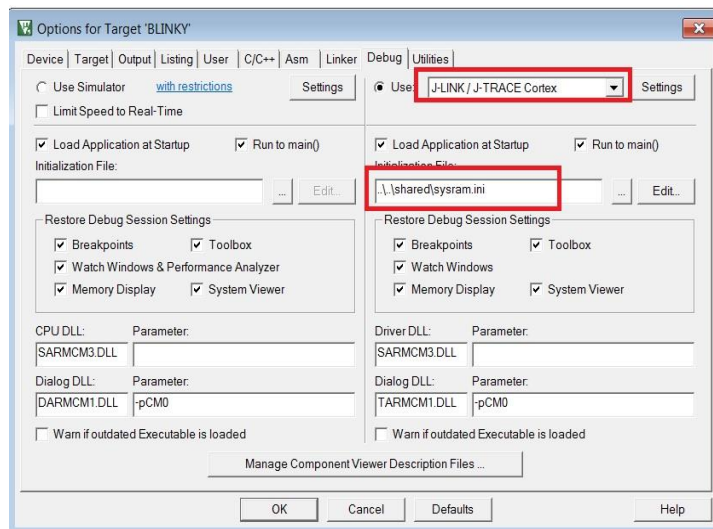 Options for Target 'BLINKY'
Device Target Output Listing User C/C++ Asm Linker Debug Utilities
Use Simulator with restrictions Settings
Limit Speed to Real-Time
Load Application at Startup Run to main()
Initialization File:
... Edit...
Restore Debug Session Settings
Breakpoints Toolbox
Watch Windows & Performance Analyzer
Memory Display System Viewer
CPU DLL: Parameter:
SARMCM3.DLL
Dialog DLL: Parameter:
DARMCM1.DLL -pCM0
Warn if outdated Executable is loaded
Use: J-LINK / J-TRACE Cortex Settings
Load Application at Startup Run to main()
Initialization File:
..\..\shared\sysram.ini ... Edit...
Restore Debug Session Settings
Breakpoints Toolbox
Watch Windows
Memory Display System Viewer
Driver DLL: Parameter:
SARMCM3.DLL
Dialog DLL: Parameter:
TARMCM1.DLL -pCM0
Warn if outdated Executable is loaded
Manage Component Viewer Description Files ...
OK Cancel Defaults Help